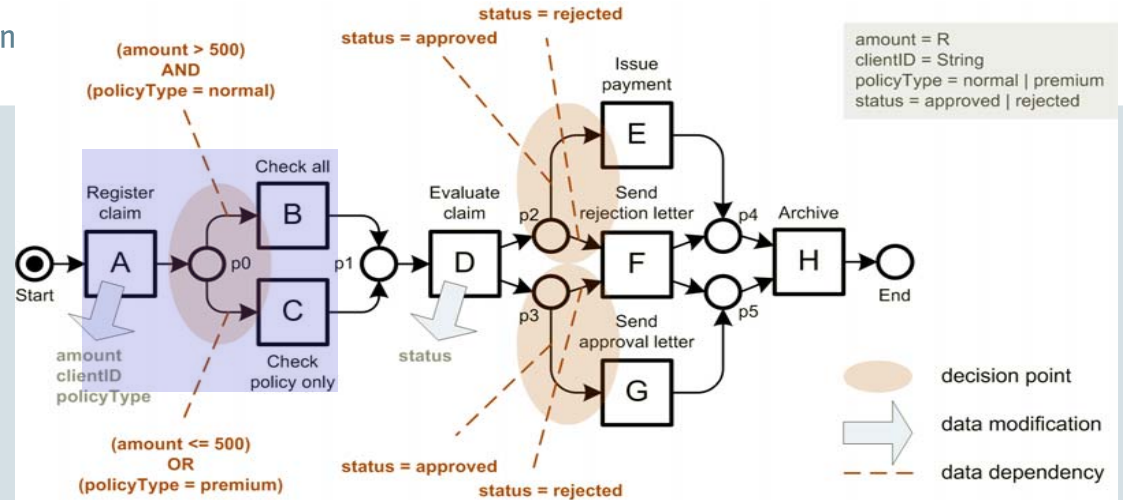 n
status = rejected
status = approved
(amount > 500)
AND
(policyType = normal)
amount = R
clientID = String
policyType = normal | premium
status = approved | rejected
Issue
payment
E
Check all
B
Register
claim
A
p0
Start
p1
Evaluate
claim
D
p2
Send
rejection letter
F
p4
Archive
H
End
C
Check
policy only
p3
p5
Send
approval letter
G
amount
clientID
policyType
status
(amount <= 500)
OR
(policyType = premium)
status = approved
status = rejected
decision point
data modification
data dependency